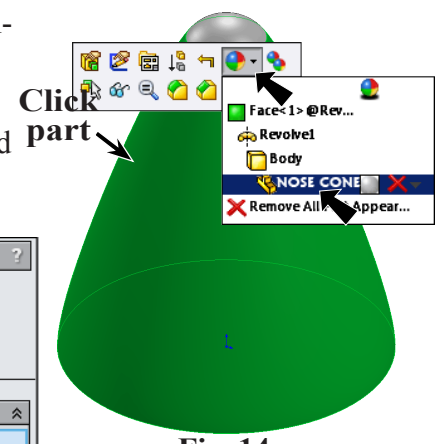 n-
Click
part
d
Face<1> @Rev...
Revolve1
Body
NOSE CONE
Remove All Appear...
?
Fig. 14